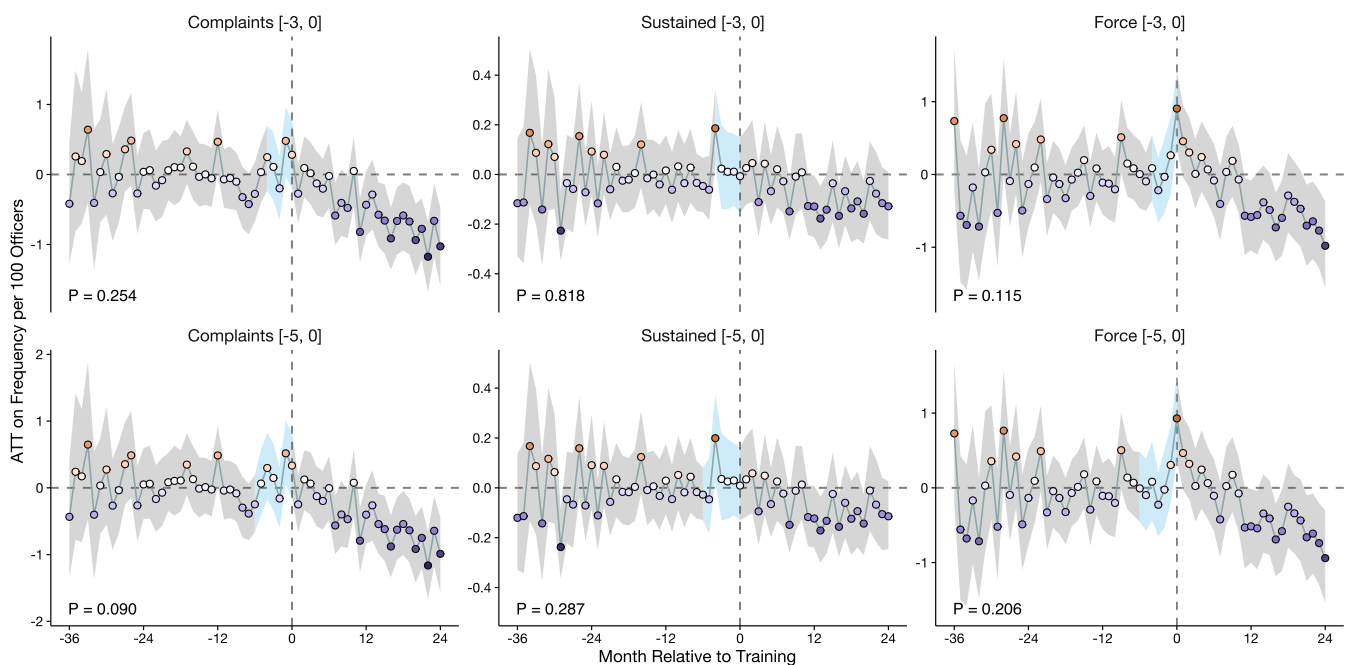 Complaints [-3, 0] Sustained [-3, 0] Force [-3, 0]
1 0 -1
0.4 0.2 0.0 -0.2 -0.4
1 0 -1
P = 0.254 P = 0.818 P = 0.115
ATT on Frequency per 100 Officers
Complaints [-5, 0] Sustained [-5, 0] Force [-5, 0]
2 1 0 -1 -2
0.4 0.2 0.0 -0.2 -0.4
1 0 -1
P = 0.090 P = 0.287 P = 0.206
-36 -24 -12 0 12 24 -36 -24 -12 0 12 24 -36 -24 -12 0 12 24
Month Relative to Training